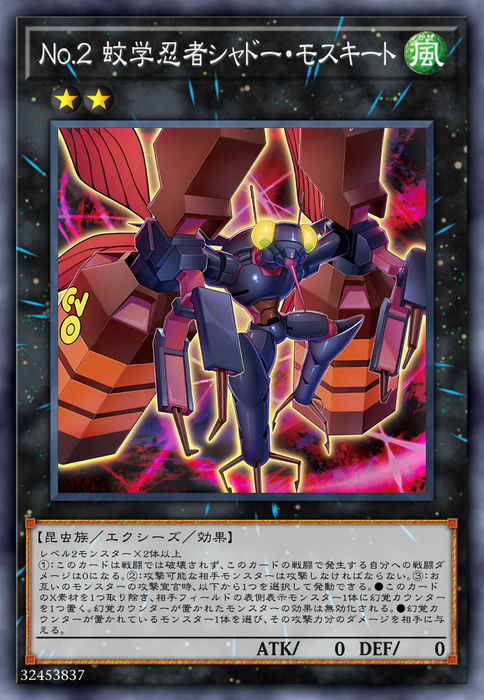 No.2 蚊学忍者シャドー・モスキート
かぜ
風
【昆虫族／エクシーズ／効果】
レベル2モンスター×2体以上
①：このカードは戦闘では破壊されず、このカードの戦闘で発生する自分への戦闘ダ
メージは0になる。②：攻撃可能な相手モンスターは攻撃しなければならない。③：お
互いのモンスターの攻撃宣言時、以下から1つを選択して発動できる。●このカード
のX素材を1つ取り除き、相手フィールドの表側表示モンスター1体に幻覚カウンター
を1つ置く。幻覚カウンターが置かれたモンスターの効果は無効化される。●幻覚カ
ウンターが置かれているモンスター1体を選び、その攻撃力分のダメージを相手に与
える。
ATK/ 0 DEF/ 0
32453837